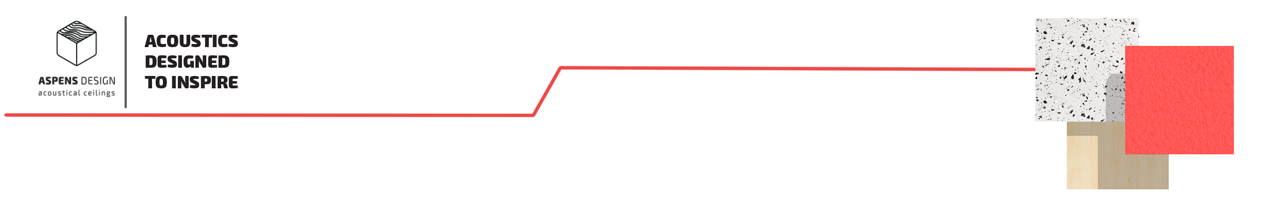 ASPENS DESIGN
acoustical ceilings
ACOUSTICS
DESIGNED
TO INSPIRE